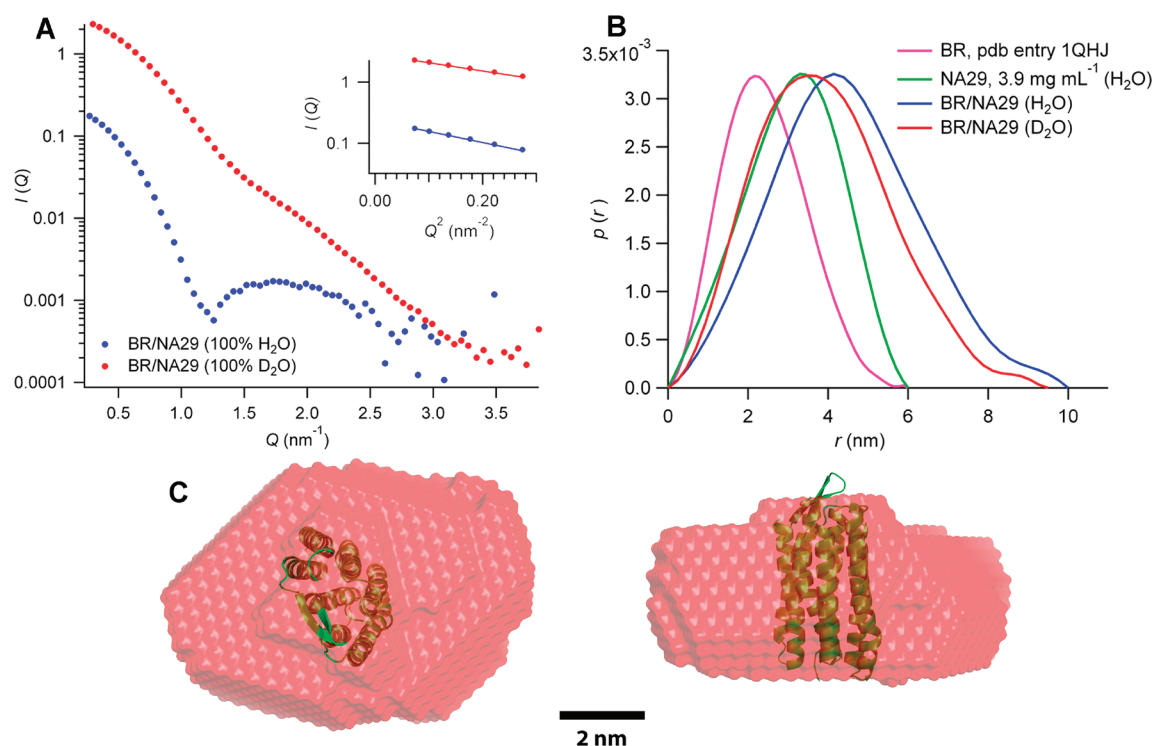 A
1
0.1
0.01
0.001
0.0001
I (Q)
0.5
1.0
1.5
2.0
2.5
3.0
3.5
Q (nm⁻¹)
BR/NA29 (100% H₂O)
BR/NA29 (100% D₂O)
1
0.1
I (Q)
0.00
0.20
Q² (nm⁻²)
B
3.5x10⁻³
3.0
2.5
2.0
1.5
1.0
0.5
0.0
p (r)
0
2
4
6
8
10
r (nm)
BR, pdb entry 1QHJ
NA29, 3.9 mg mL⁻¹ (H₂O)
BR/NA29 (H₂O)
BR/NA29 (D₂O)
C
2 nm